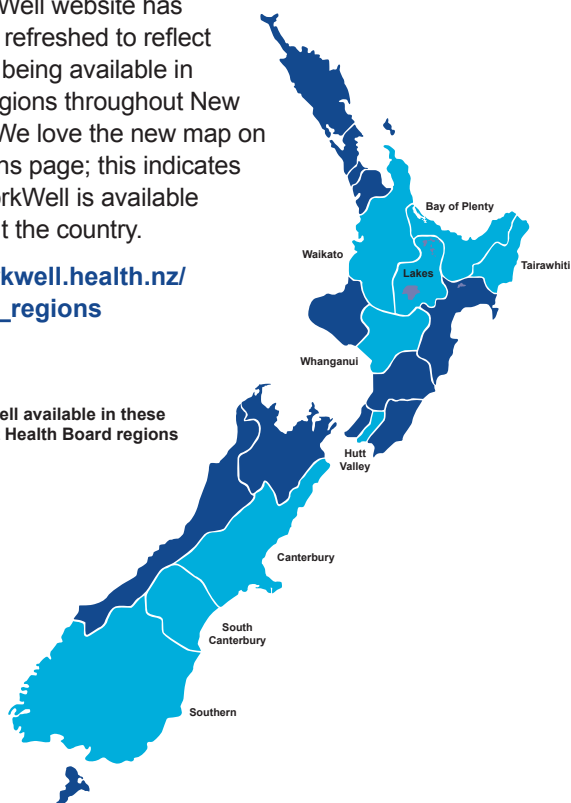 Well website has
refreshed to reflect
being available in
gions throughout New
We love the new map on
ns page; this indicates
orkWell is available
t the country.
kwell.health.nz/
_regions
ell available in these
Health Board regions
Bay of Plenty
Waikato
Tairawhiti
Lakes
Whanganui
Hutt
Valley
Canterbury
South
Canterbury
Southern